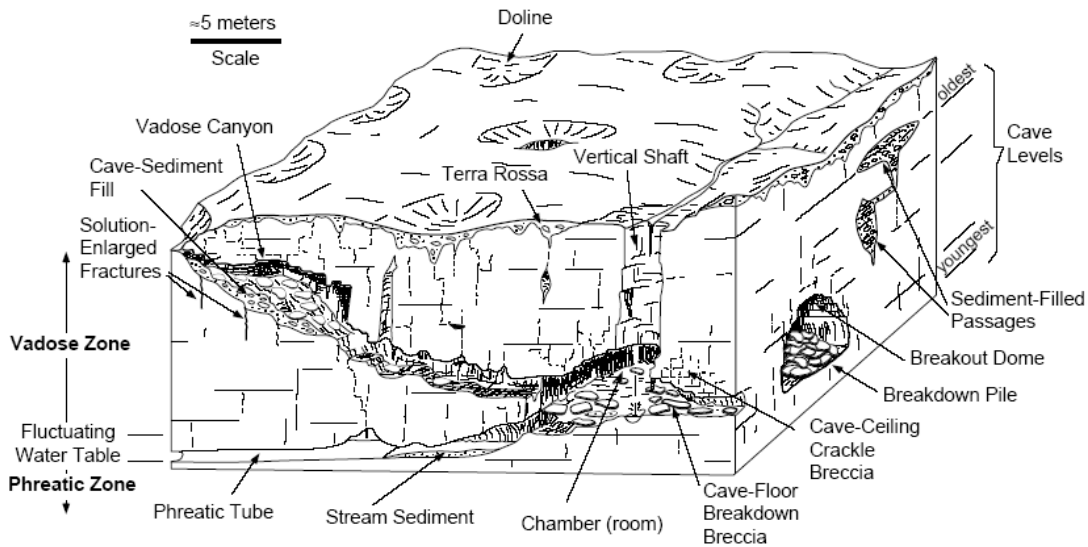 ≈5 meters
Scale
Doline
Vadose Canyon
Cave-Sediment
Fill
Solution-
Enlarged
Fractures
Terra Rossa
Vertical Shaft
oldest
youngest
Cave
Levels
Sediment-Filled
Passages
Breakout Dome
Breakdown Pile
Vadose Zone
Fluctuating
Water Table
Phreatic Zone
Phreatic Tube
Stream Sediment
Chamber (room)
Cave-Floor
Breakdown
Breccia
Cave-Ceiling
Crackle
Breccia